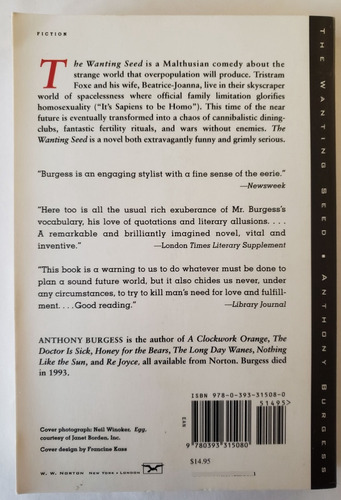 FICTION
The Wanting Seed is a Malthusian comedy about the
strange world that overpopulation will produce. Tristram
Foxe and his wife, Beatrice-Joanna, live in their skyscraper
world of spacelessness where official family limitation glorifies
homosexuality ("It's Sapiens to be Homo"). This time of the near
future is eventually transformed into a chaos of cannibalistic dining-
clubs, fantastic fertility rituals, and wars without enemies. The
Wanting Seed is a novel both extravagantly funny and grimly serious.
"Burgess is an engaging stylist with a fine sense of the eerie."
—Newsweek
"Here too is all the usual rich exuberance of Mr. Burgess's
vocabulary, his love of quotations and literary allusions. . . .
A remarkable and brilliantly imagined novel, vital and
inventive." —London Times Literary Supplement
"This book is a warning to us to do whatever must be done to
plan a sound future world, but it also chides us never, under
any circumstances, to try to kill man's need for love and fulfill-
ment. . . . Good reading." —Library Journal
ANTHONY BURGESS is the author of A Clockwork Orange, The
Doctor Is Sick, Honey for the Bears, The Long Day Wanes, Nothing
Like the Sun, and Re Joyce, all available from Norton. Burgess died
in 1993.
Cover photograph: Neil Winokur, Egg,
courtesy of Janet Borden, Inc.
Cover design by Francine Kass
W. W. NORTON NEW YORK • LONDON
ISBN 978-0-393-31508-0
51495
EAN
9 780393 315080
$14.95
THE WANTING SEED • ANTHONY BURGESS